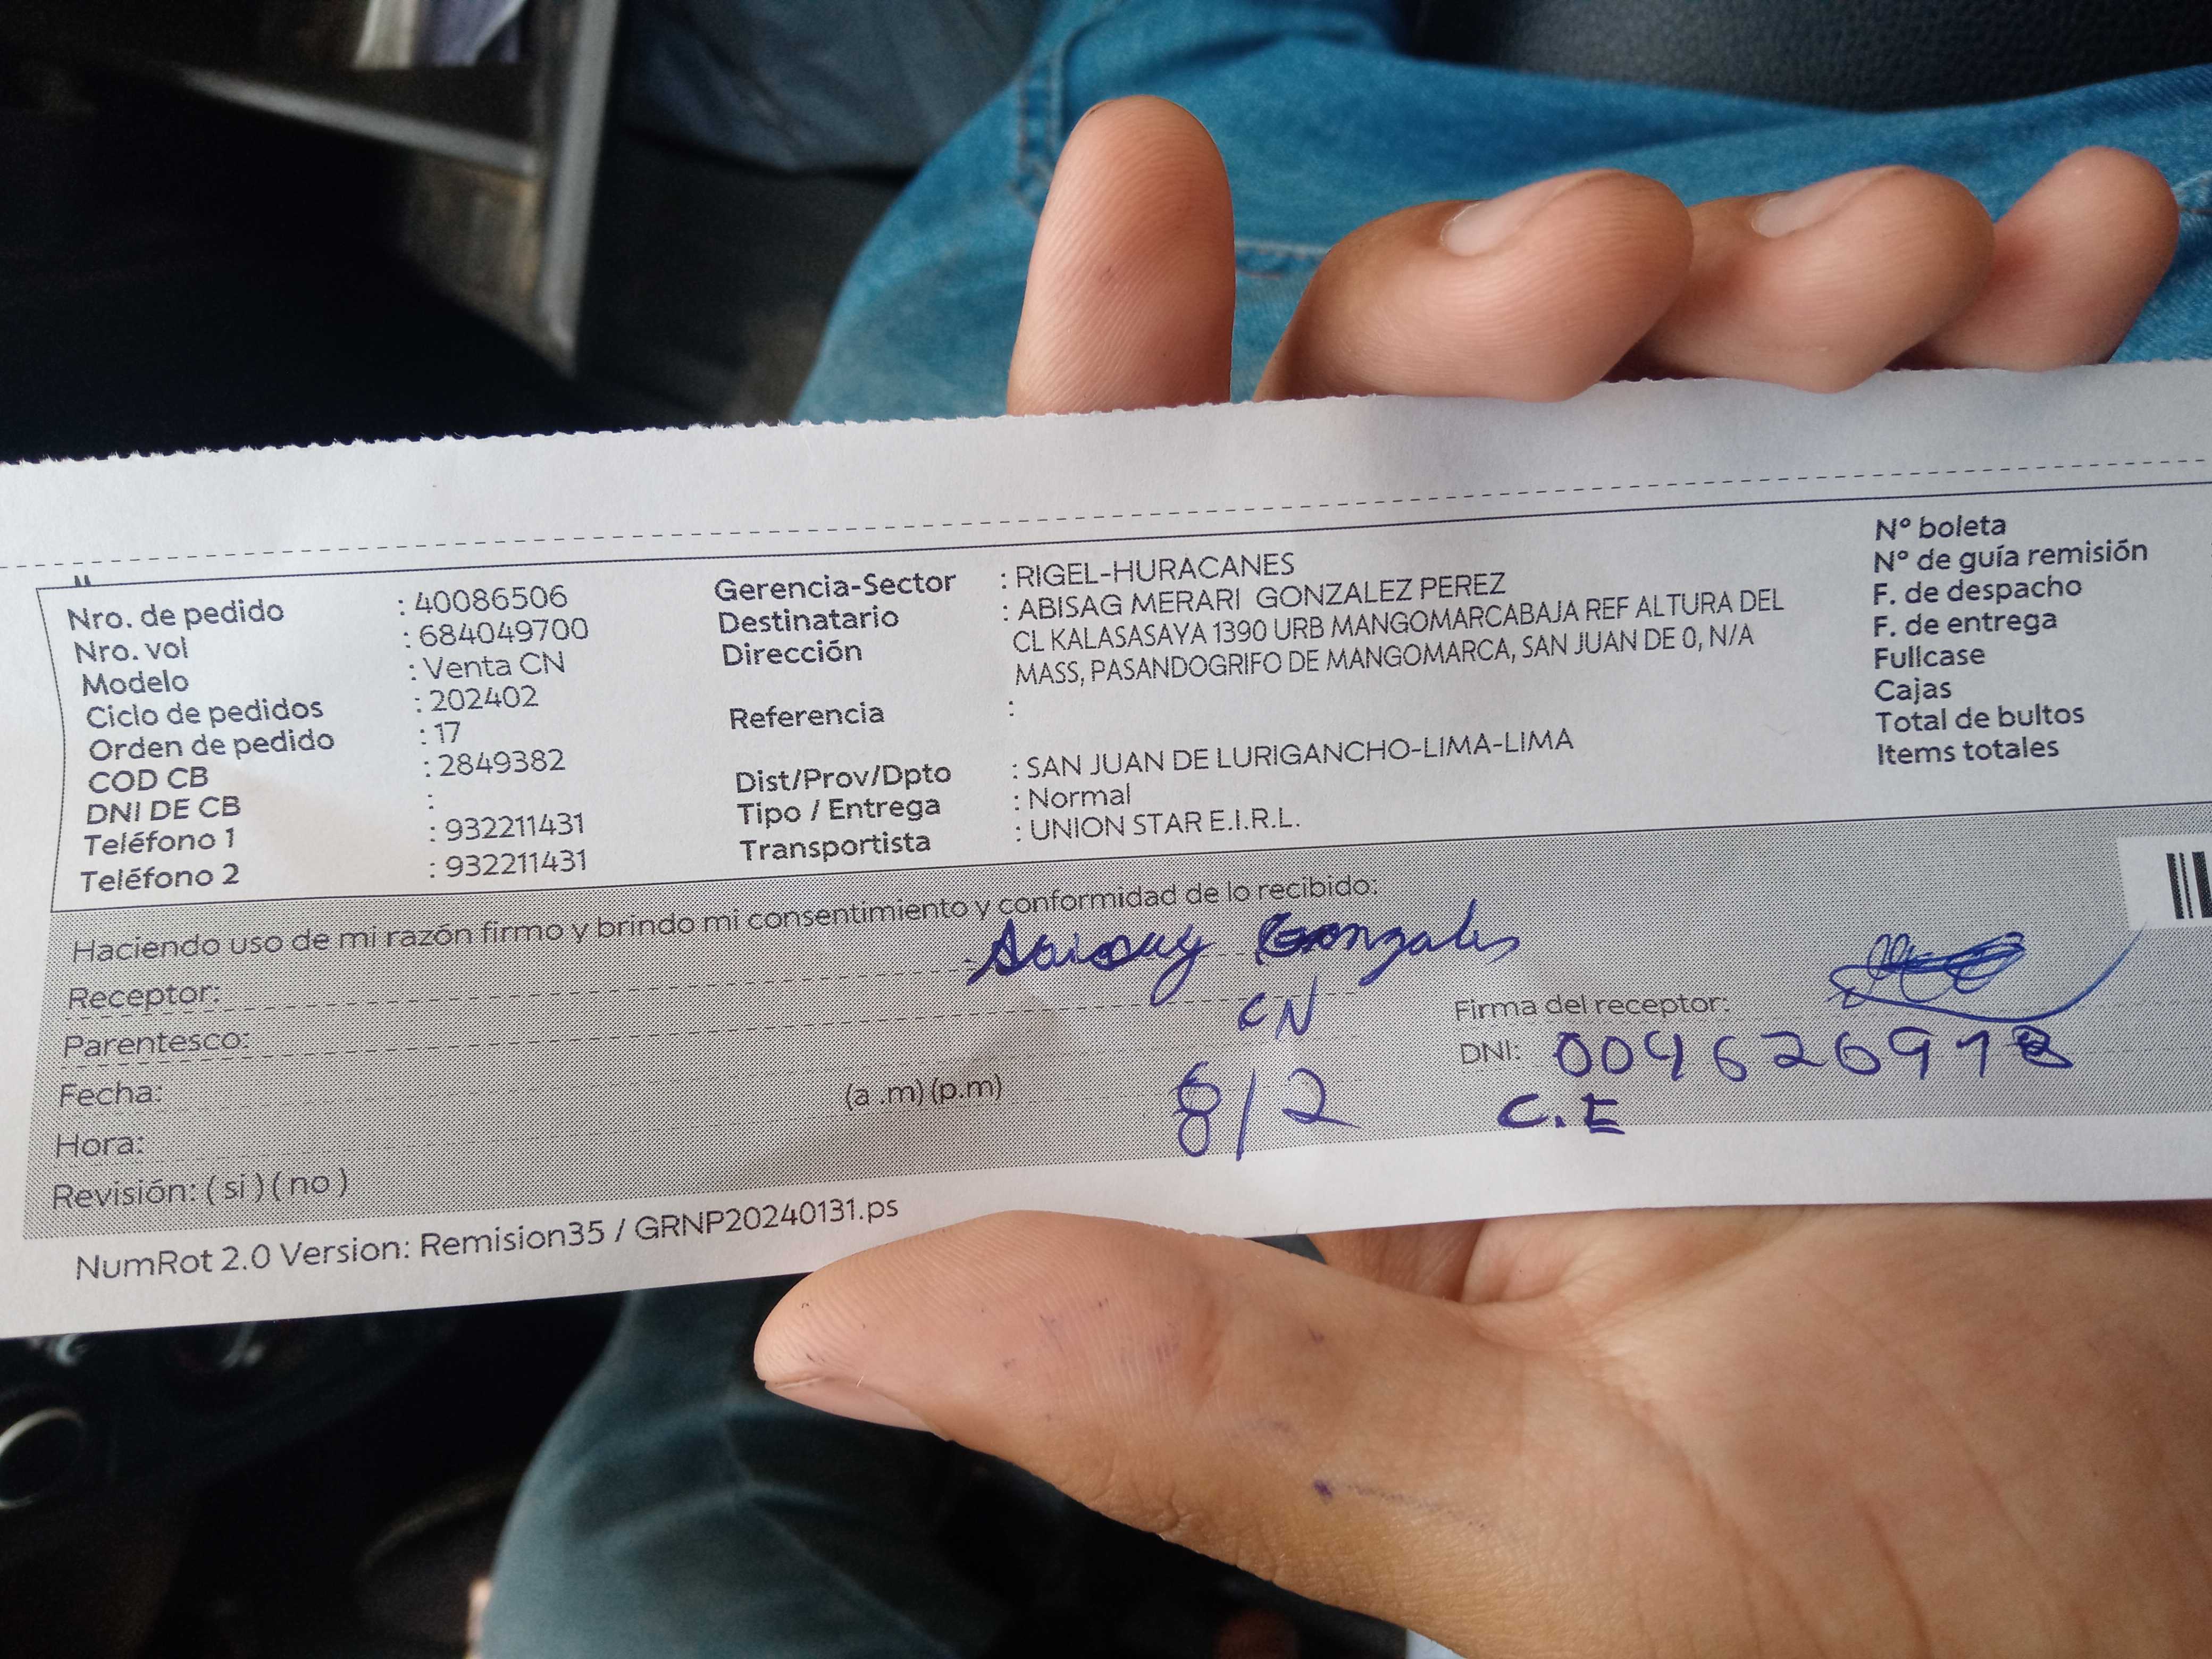 Nro. de pedido : 40086506
Nro. vol : 684049700
Modelo : Venta CN
Ciclo de pedidos : 202402
Orden de pedido : 17
COD CB : 2849382
DNI DE CB :
Teléfono 1 : 932211431
Teléfono 2 : 932211431
Gerencia-Sector : RIGEL-HURACANES
Destinatario : ABISAG MERARI GONZALEZ PEREZ
Dirección : CL KALASASAYA 1390 URB MANGOMARCABAJA REF ALTURA DEL
MASS, PASANDOGRIFO DE MANGOMARCA, SAN JUAN DE 0, N/A
Referencia :
Dist/Prov/Dpto : SAN JUAN DE LURIGANCHO-LIMA-LIMA
Tipo / Entrega : Normal
Transportista : UNION STAR E.I.R.L.
N° boleta
N° de guía remisión
F. de despacho
F. de entrega
Fullcase
Cajas
Total de bultos
Items totales
Haciendo uso de mi razón firmo y brindo mi consentimiento y conformidad de lo recibido:
Receptor: Gonzales
Parentesco: CN
Fecha: 8/2
Hora: (a .m) (p.m)
Revisión: ( si ) ( no )
Firma del receptor:
DNI: 00462697
C.E
NumRot 2.0 Version: Remision35 / GRNP20240131.ps